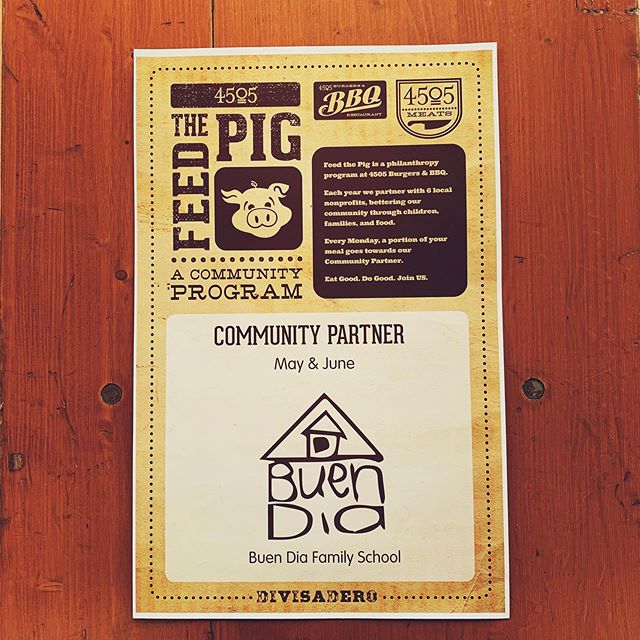 4505
FEED THE PIG
A COMMUNITY
PROGRAM
4505 BURGERS &
BBQ
RESTAURANT
4505
MEATS
Feed the Pig is a philanthropy
program at 4505 Burgers & BBQ.
Each year we partner with 6 local
nonprofits, bettering our
community through children,
families, and food.
Every Monday, a portion of your
meal goes towards our
Community Partner.
Eat Good. Do Good. Join US.
COMMUNITY PARTNER
May & June
Buen
Dia
Buen Dia Family School
DIVISADERO